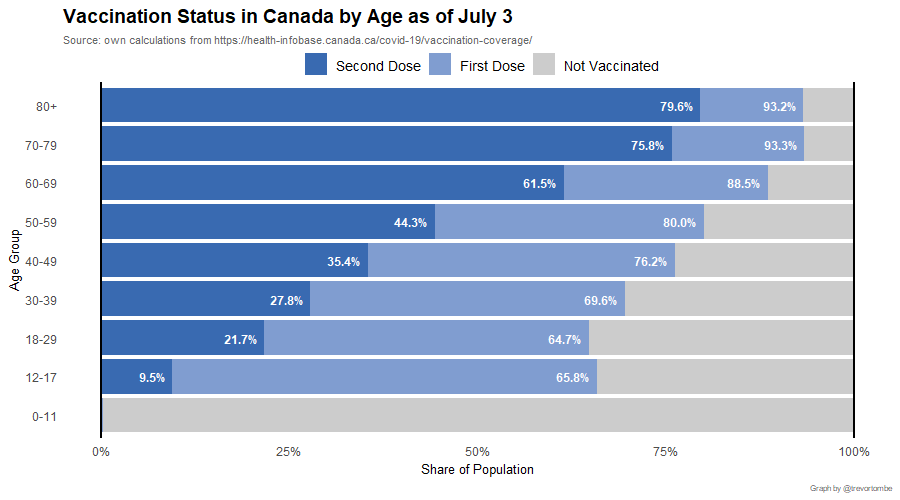 Vaccination Status in Canada by Age as of July 3
Source: own calculations from https://health-infobase.canada.ca/covid-19/vaccination-coverage/
Second Dose First Dose Not Vaccinated
Age Group
80+ 79.6% 93.2%
70-79 75.8% 93.3%
60-69 61.5% 88.5%
50-59 44.3% 80.0%
40-49 35.4% 76.2%
30-39 27.8% 69.6%
18-29 21.7% 64.7%
12-17 9.5% 65.8%
0-11
0% 25% 50% 75% 100%
Share of Population
Graph by @trevortombe